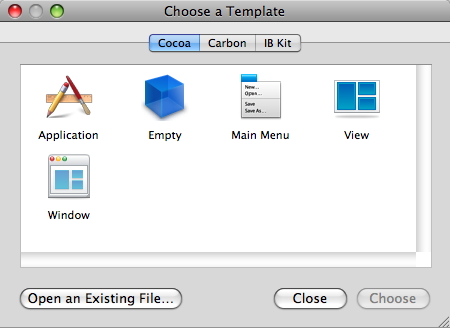 Choose a Template
Cocoa Carbon IB Kit
New...
Open...
Save
Save As...
Application Empty Main Menu View
Window
Open an Existing File... Close Choose